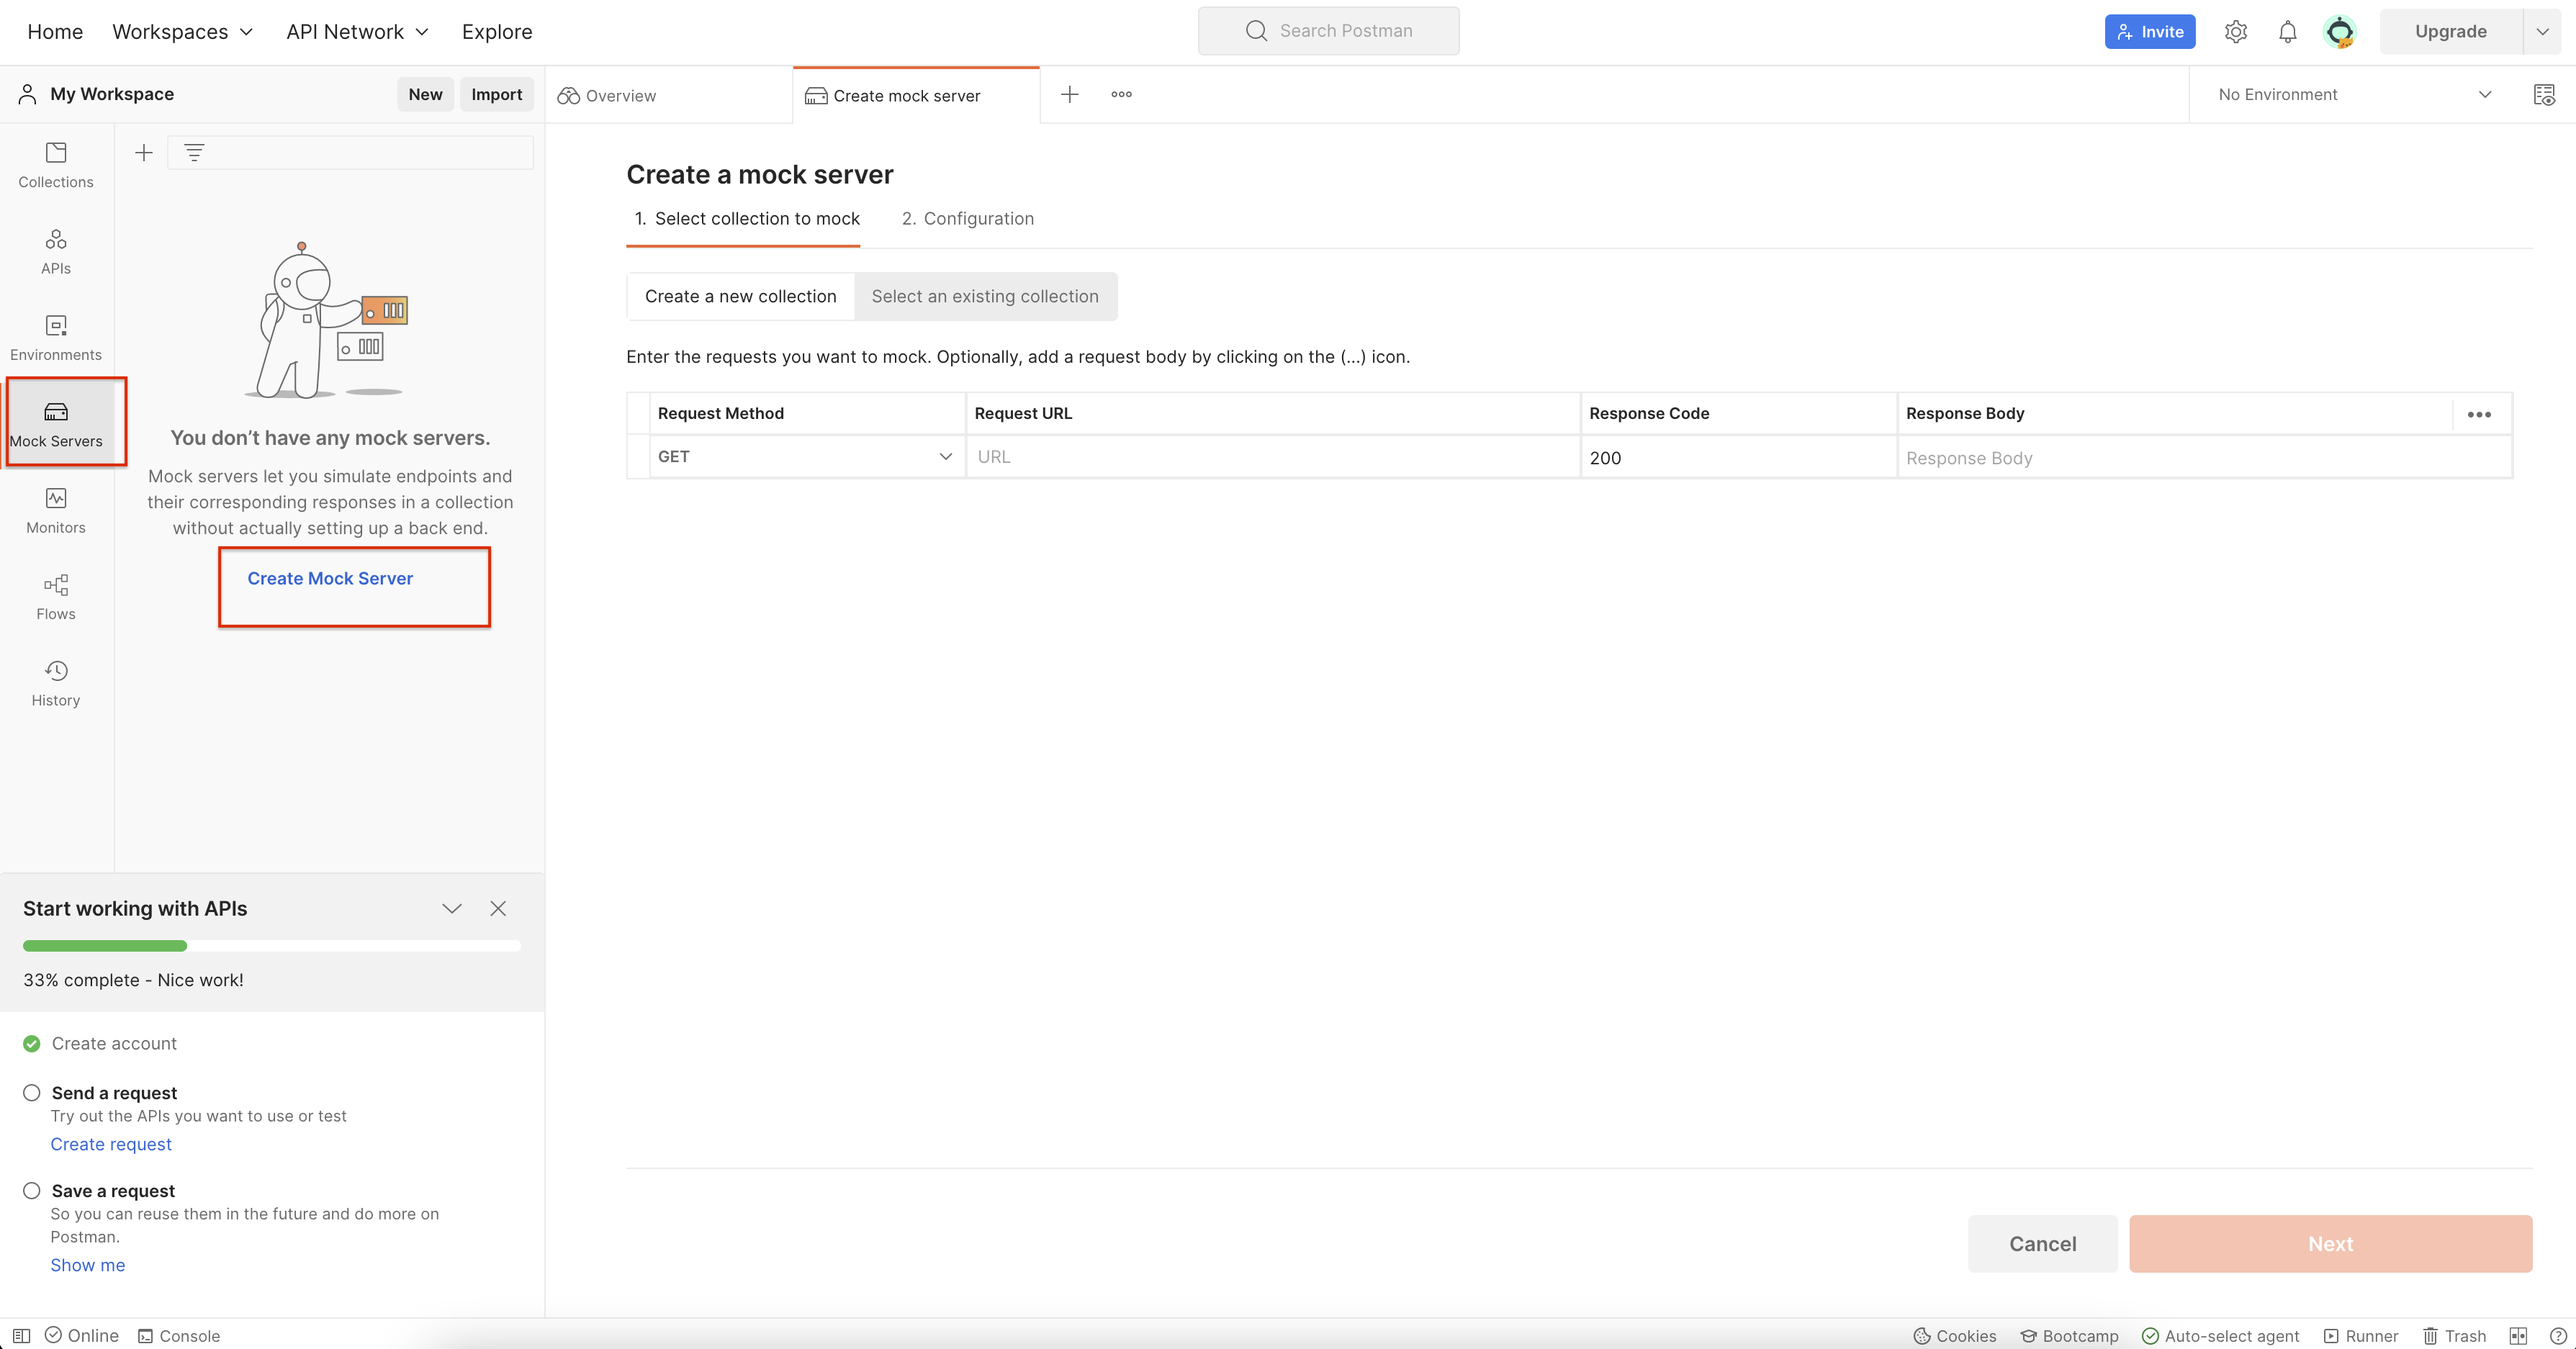 Home Workspaces API Network Explore Search Postman Invite Upgrade
My Workspace New Import Overview Create mock server No Environment
Collections
APIs
Environments
Mock Servers
Monitors
Flows
History
You don’t have any mock servers.
Mock servers let you simulate endpoints and
their corresponding responses in a collection
without actually setting up a back end.
Create Mock Server
Start working with APIs
33% complete - Nice work!
Create account
Send a request
Try out the APIs you want to use or test
Create request
Save a request
So you can reuse them in the future and do more on
Postman.
Show me
Create a mock server
1. Select collection to mock 2. Configuration
Create a new collection Select an existing collection
Enter the requests you want to mock. Optionally, add a request body by clicking on the (...) icon.
Request Method Request URL Response Code Response Body
GET URL 200 Response Body
Cancel Next
Online Console Cookies Bootcamp Auto-select agent Runner Trash